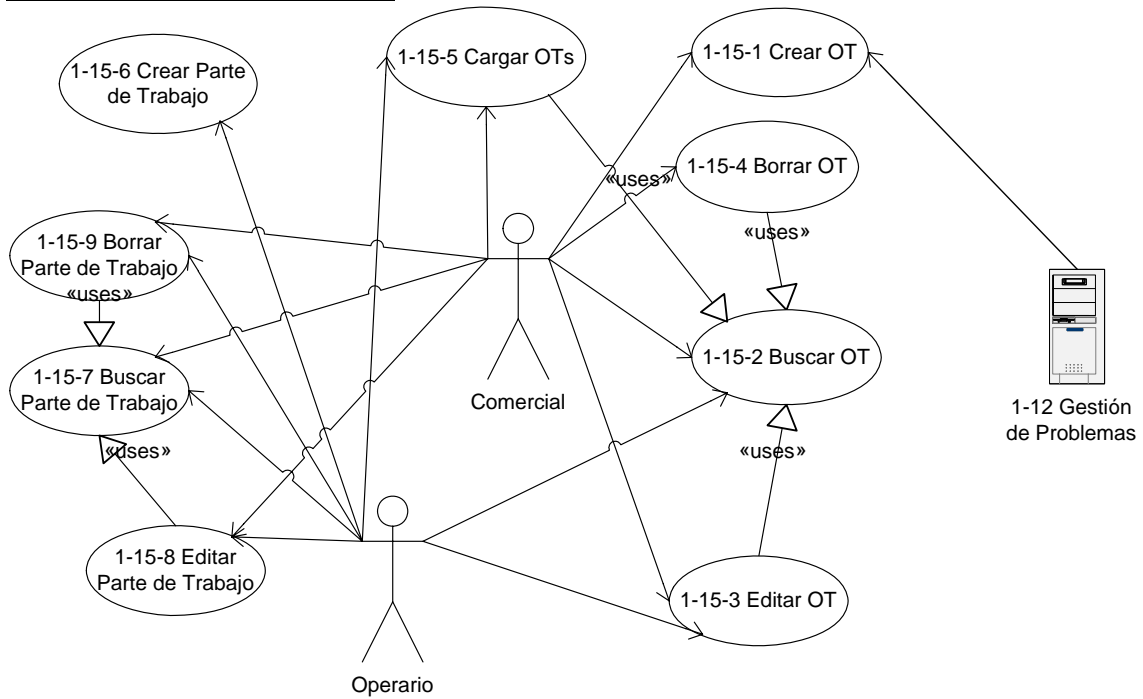 1-15-5 Cargar OTs
1-15-1 Crear OT
1-15-6 Crear Parte
de Trabajo
1-15-4 Borrar OT
«uses»
«uses»
1-15-9 Borrar
Parte de Trabajo
«uses»
1-15-2 Buscar OT
1-15-7 Buscar
Parte de Trabajo
Comercial
1-12 Gestión
de Problemas
«uses»
«uses»
1-15-8 Editar
Parte de Trabajo
1-15-3 Editar OT
Operario